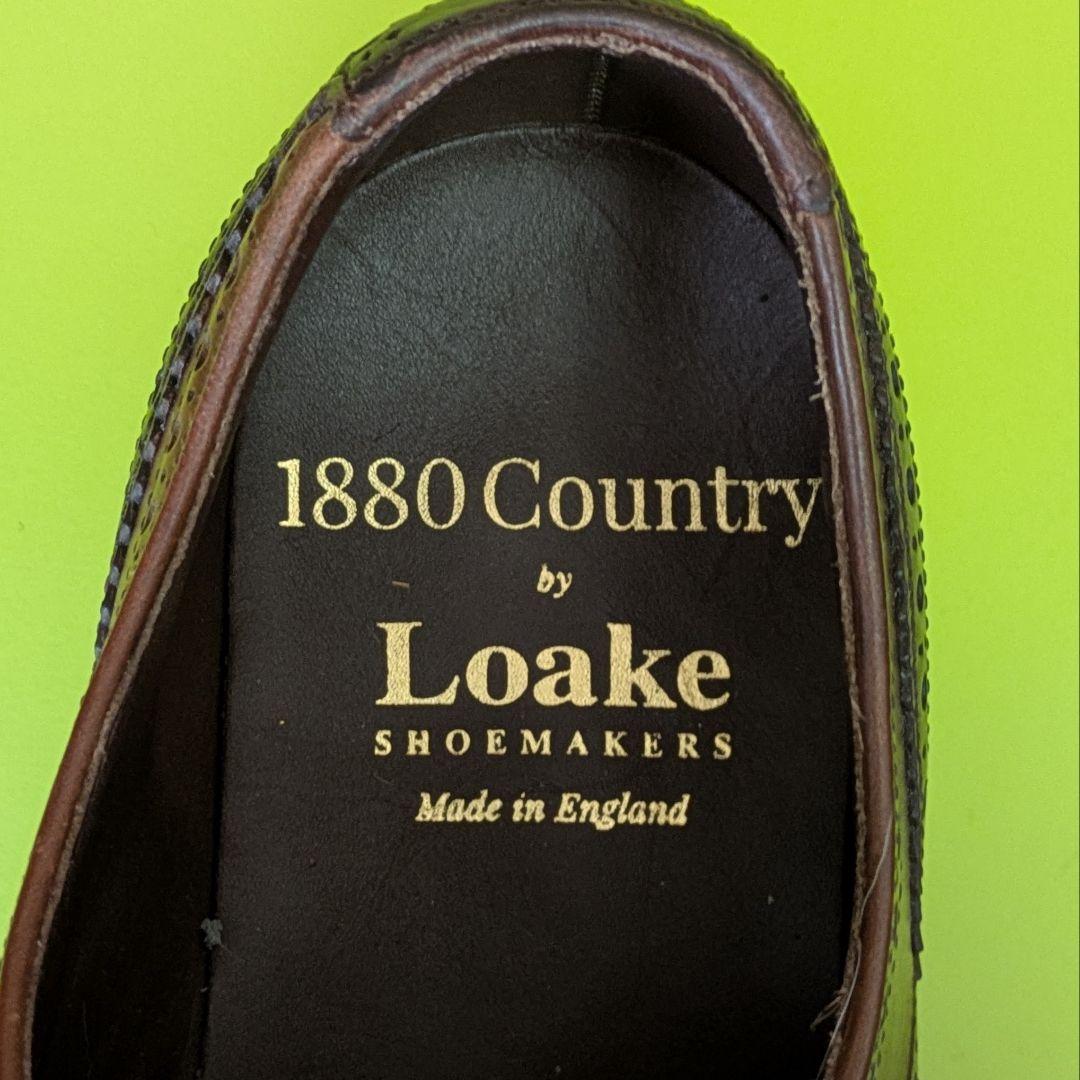 1880 Country
by
Loake
SHOEMAKERS
Made in England